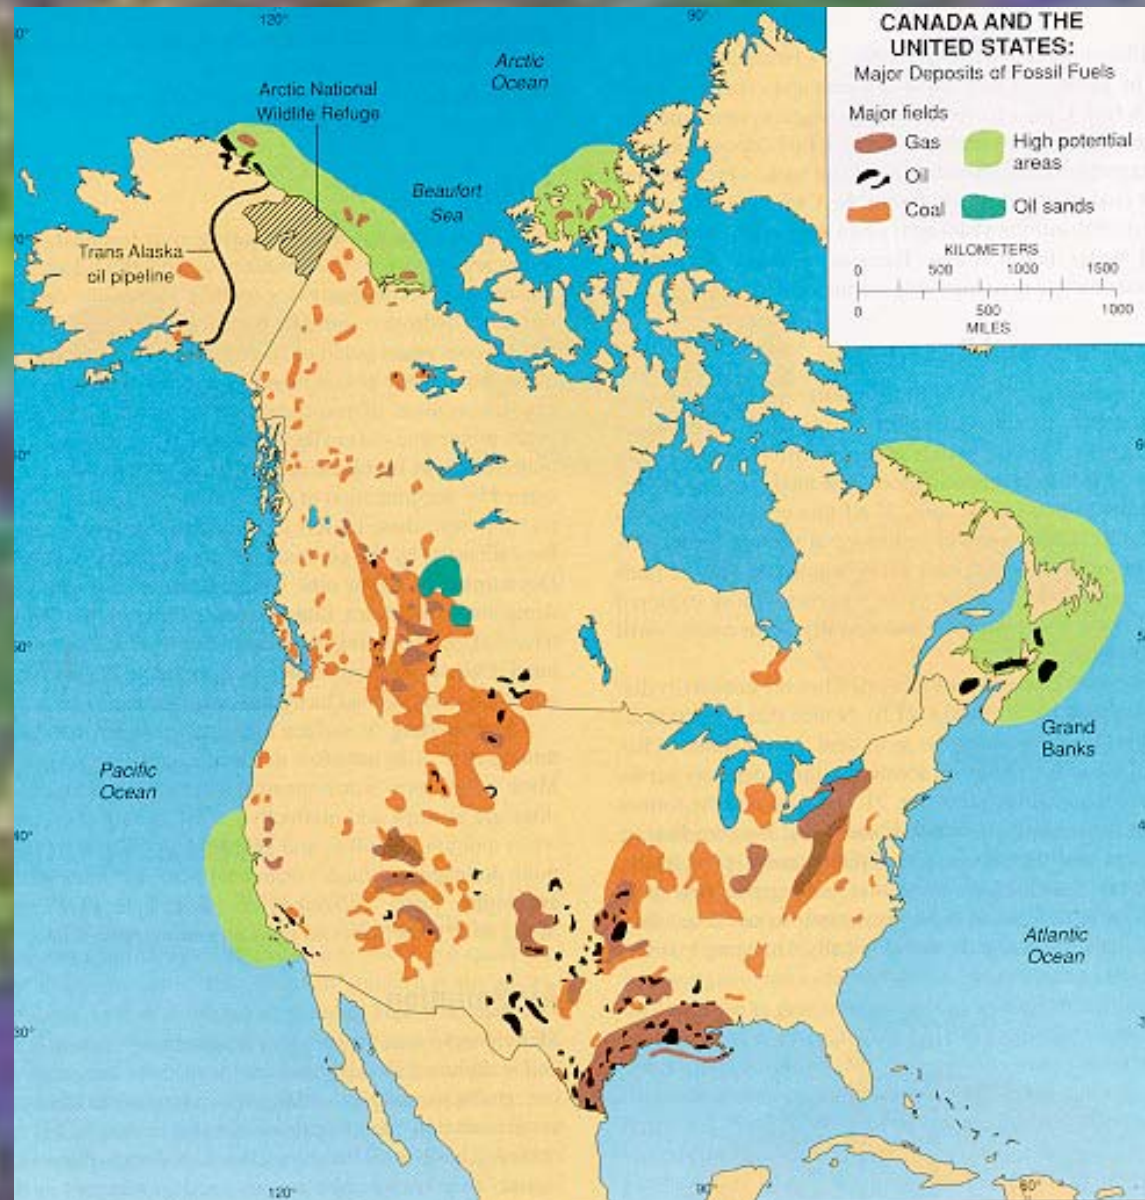 120°
90°
CANADA AND THE
UNITED STATES:
Major Deposits of Fossil Fuels
Major fields
Gas
High potential
areas
Oil
Coal
Oil sands
KILOMETERS
0 500 1000 1500
0 500 1000
MILES
Arctic
Ocean
Arctic National
Wildlife Refuge
Beaufort
Sea
Trans Alaska
oil pipeline
Grand
Banks
Pacific
Ocean
40°
Atlantic
Ocean
30°
120°
90°
80°